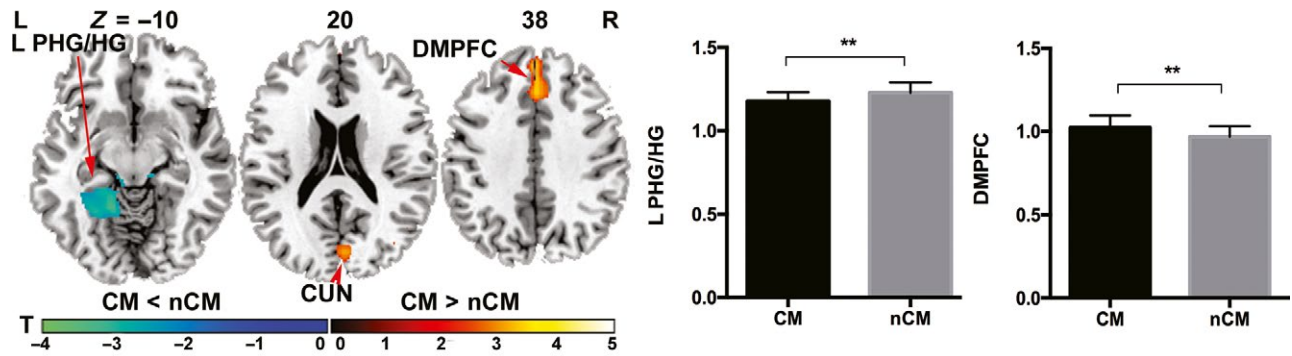 L Z = –10 20 38 R
L PHG/HG
DMPFC
CUN
CM < nCM CM > nCM
T
–4 –3 –2 –1 0 0 1 2 3 4 5
L PHG/HG
1.5
1.0
0.5
0.0
**
CM nCM
DMPFC
1.5
1.0
0.5
0.0
**
CM nCM